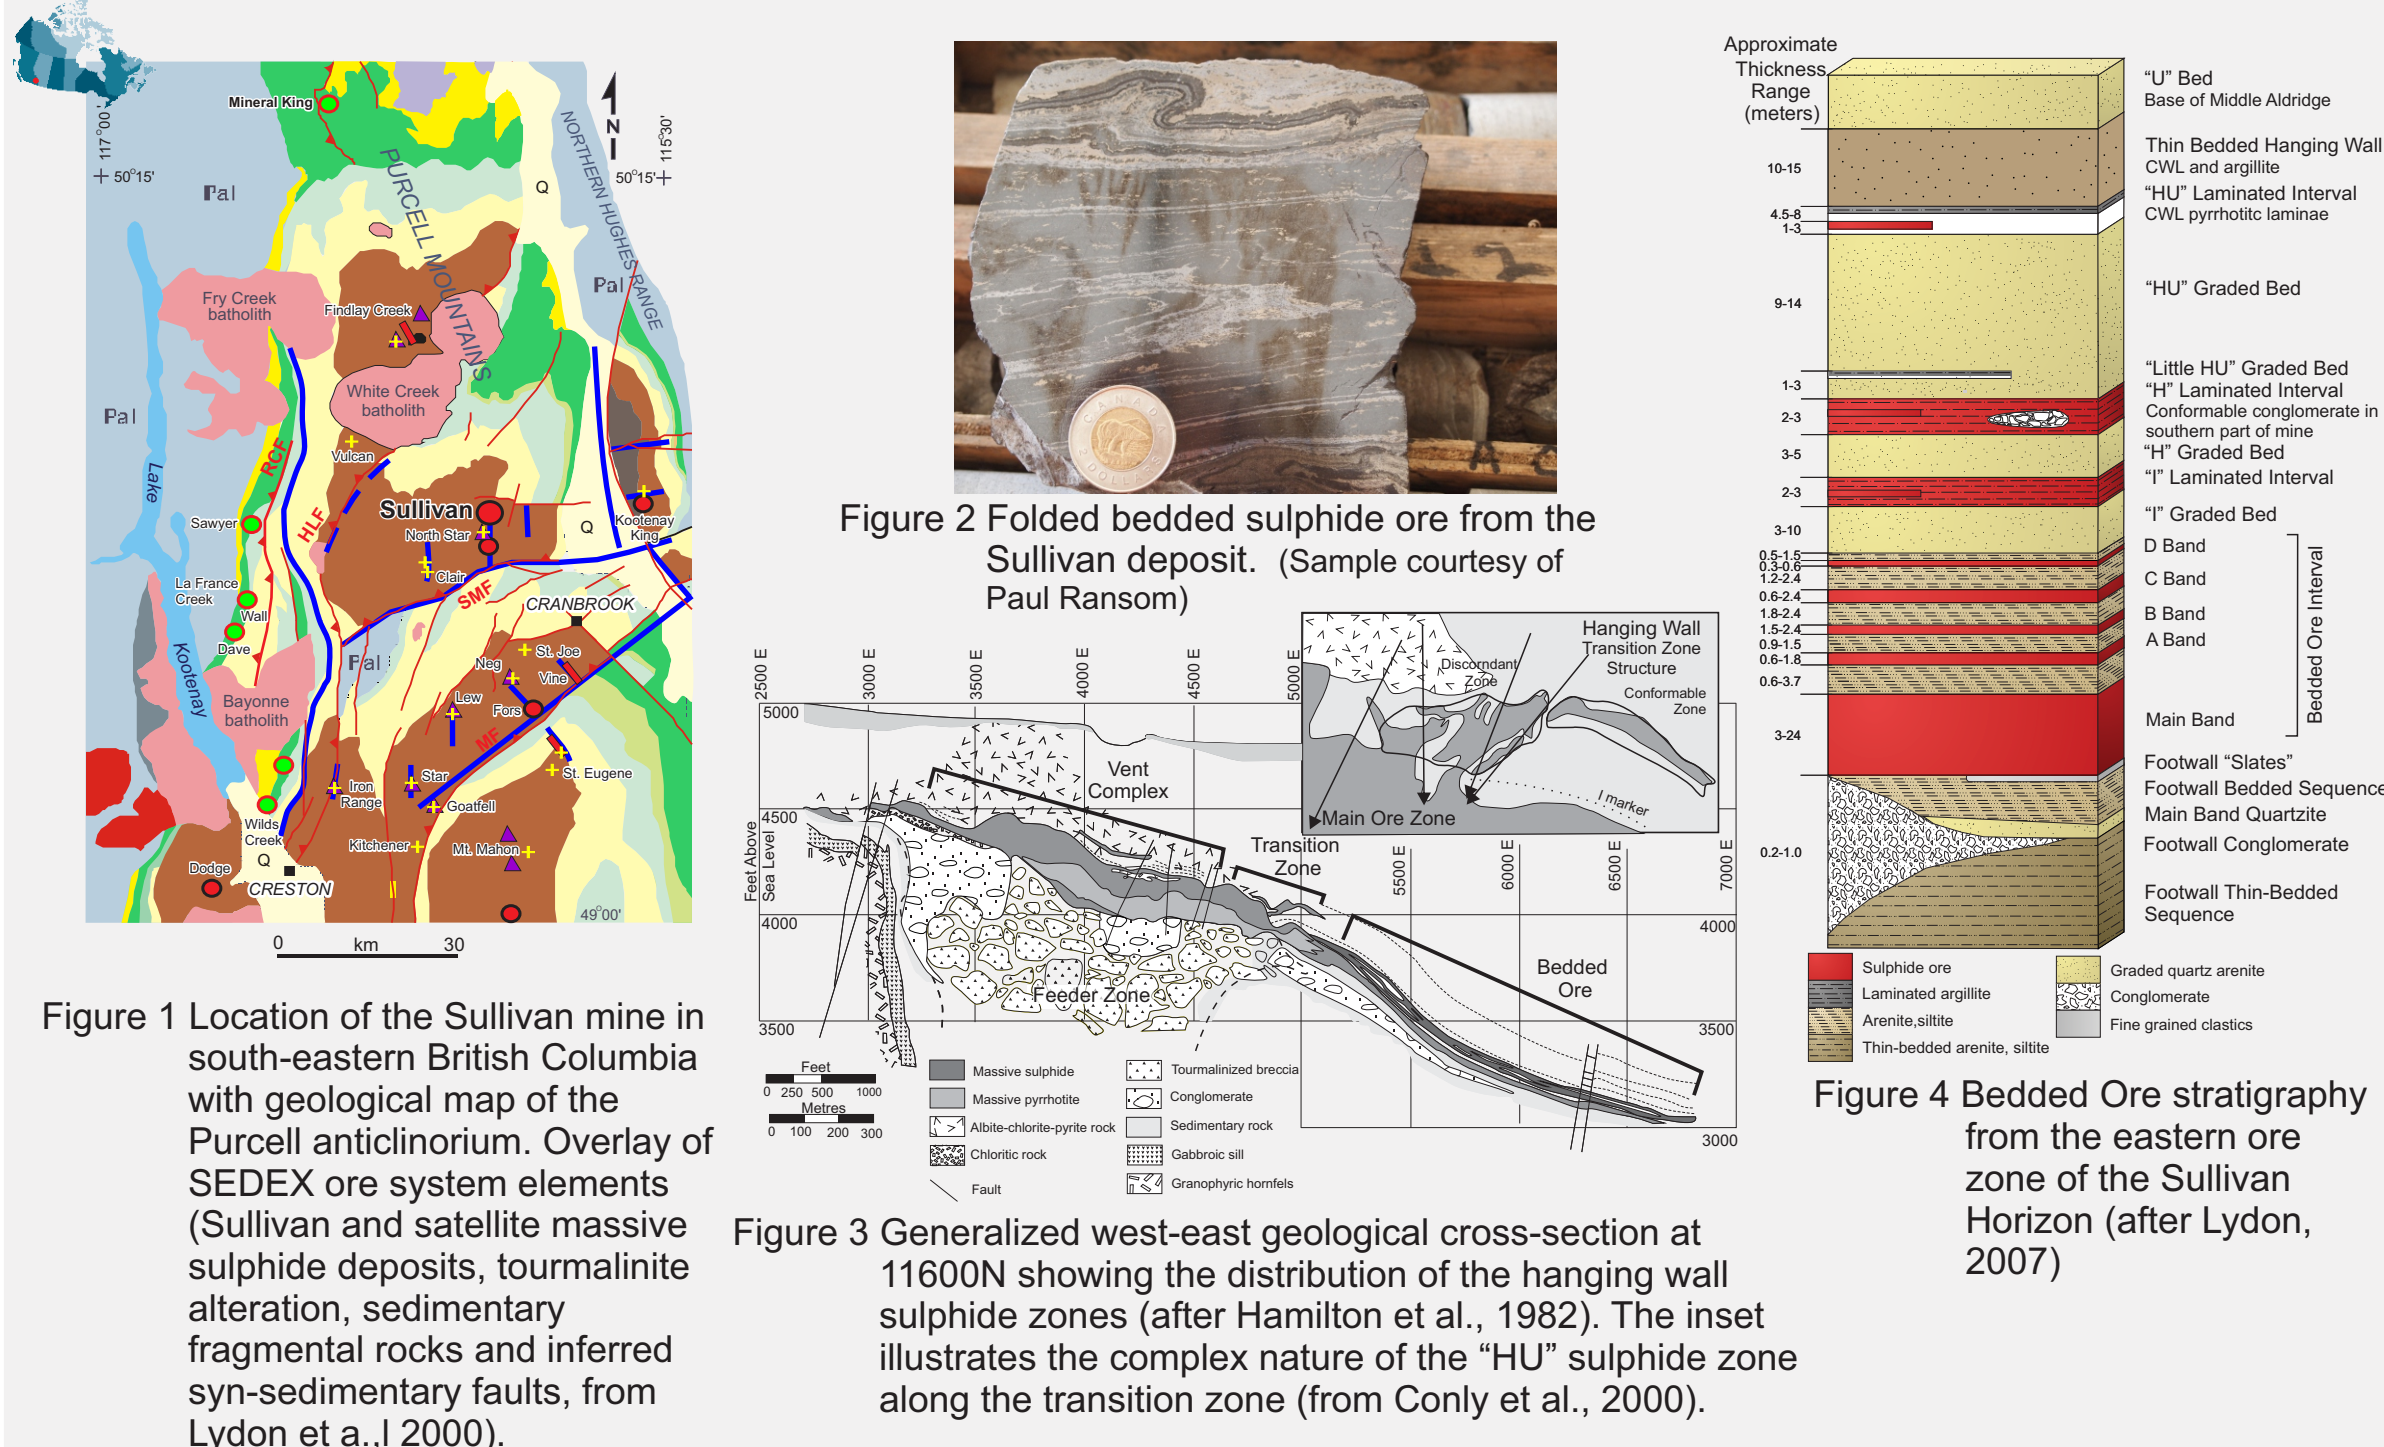 Mineral King
117°00'
50°15'
Pal
PURCELL MOUNTAINS
Q
N
NORTHERN HUGHES RANGE
115°30'
50°15'
Pal
Fry Creek
batholith
Findlay Creek
White Creek
batholith
Pal
Lake
RCF
Vulcan
HLF
Sullivan
North Star
Q
Kootenay
King
Sawyer
Clair
SMF
CRANBROOK
La France
Creek
Wall
Dave
Kootenay
Pal
Neg
St. Joe
Vine
Lew
Fors
Bayonne
batholith
MF
St. Eugene
Iron
Range
Star
Goatfell
Wilds
Creek
Kitchener
Mt. Mahon
Q
Dodge
CRESTON
49°00'
0 km 30
Figure 1 Location of the Sullivan mine in
south-eastern British Columbia
with geological map of the
Purcell anticlinorium. Overlay of
SEDEX ore system elements
(Sullivan and satellite massive
sulphide deposits, tourmalinite
alteration, sedimentary
fragmental rocks and inferred
syn-sedimentary faults, from
Lydon et a.,l 2000).
CANADA
2 DOLLARS
Figure 2 Folded bedded sulphide ore from the
Sullivan deposit. (Sample courtesy of
Paul Ransom)
2500 E
30000 E
35000 E
40000 E
45000 E
5000 E
5000
4500
4000
3500
Feet Above
Sea Level
Vent
Complex
Transition
Zone
Feeder Zone
Bedded
Ore
5500 E
6000 E
6500 E
7000 E
4000
3500
3000
Hanging Wall
Transition Zone
Structure
Discorndant
Zone
Conformable
Zone
I marker
Main Ore Zone
Feet
0 250 500 1000
Metres
0 100 200 300
Massive sulphide
Massive pyrrhotite
Albite-chlorite-pyrite rock
Chloritic rock
Fault
Tourmalinized breccia
Conglomerate
Sedimentary rock
Gabbroic sill
Granophyric hornfels
Figure 3 Generalized west-east geological cross-section at
11600N showing the distribution of the hanging wall
sulphide zones (after Hamilton et al., 1982). The inset
illustrates the complex nature of the “HU” sulphide zone
along the transition zone (from Conly et al., 2000).
Approximate
Thickness
Range
(meters)
10-15
4.5-8
1-3
9-14
1-3
2-3
3-5
2-3
3-10
0.5-1.5
0.3-0.6
1.2-2.4
0.6-2.4
1.8-2.4
1.5-2.4
0.9-1.5
0.6-1.8
0.6-3.7
3-24
0.2-1.0
“U” Bed
Base of Middle Aldridge
Thin Bedded Hanging Wall
CWL and argillite
“HU” Laminated Interval
CWL pyrrhotitc laminae
“HU” Graded Bed
“Little HU” Graded Bed
“H” Laminated Interval
Conformable conglomerate in
southern part of mine
“H” Graded Bed
“I” Laminated Interval
“I” Graded Bed
D Band
C Band
B Band
A Band
Main Band
Bedded Ore Interval
Footwall “Slates”
Footwall Bedded Sequence
Main Band Quartzite
Footwall Conglomerate
Footwall Thin-Bedded
Sequence
Sulphide ore
Laminated argillite
Arenite,siltite
Thin-bedded arenite, siltite
Graded quartz arenite
Conglomerate
Fine grained clastics
Figure 4 Bedded Ore stratigraphy
from the eastern ore
zone of the Sullivan
Horizon (after Lydon,
2007)